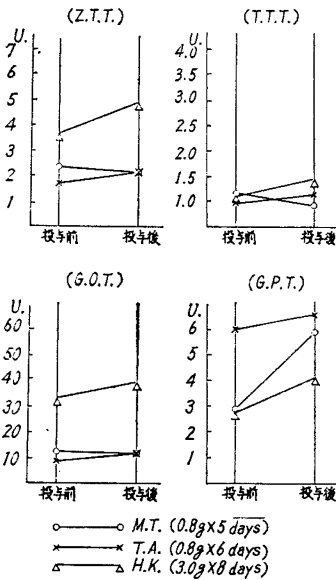 (Z.T.T.)
U.
7
5
4
3
2
1
投与前 投与後
(T.T.T.)
U.
4.0
3.5
3.0
2.5
2.0
1.5
1.0
投与前 投与後
(G.O.T.)
U.
60
50
40
30
20
10
投与前 投与後
(G.P.T.)
U.
6
5
4
3
2
1
投与前 投与後
M.T. (0.8g×5 days)
T.A. (0.8g×6 days)
H.K. (3.0g×8 days)